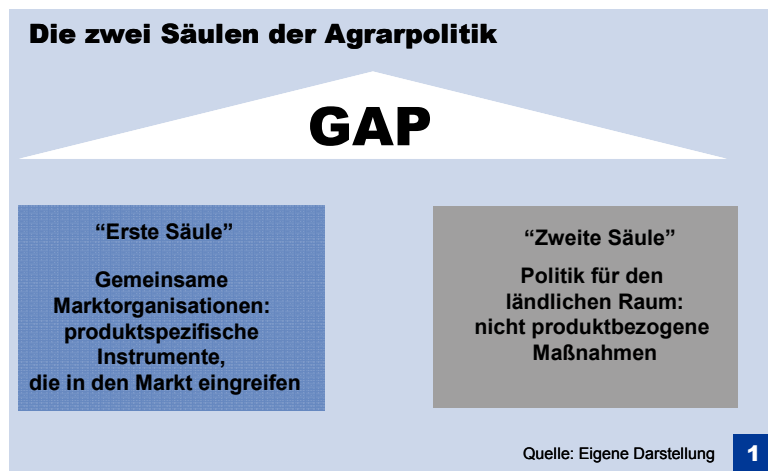 Die zwei Säulen der Agrarpolitik
GAP
“Erste Säule”
Gemeinsame
Marktorganisationen:
produktspezifische
Instrumente,
die in den Markt eingreifen
“Zweite Säule”
Politik für den
ländlichen Raum:
nicht produktbezogene
Maßnahmen
Quelle: Eigene Darstellung
1